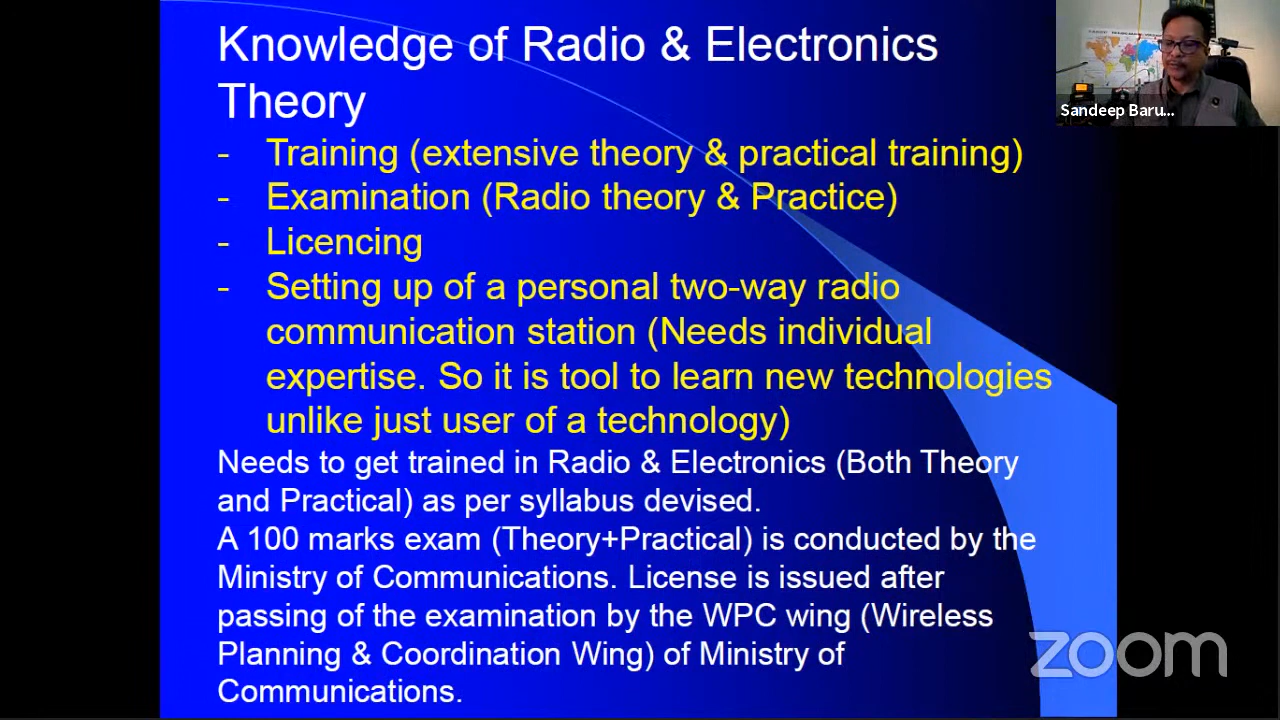 Knowledge of Radio & Electronics
Theory
- Training (extensive theory & practical training)
- Examination (Radio theory & Practice)
- Licencing
- Setting up of a personal two-way radio
communication station (Needs individual
expertise. So it is tool to learn new technologies
unlike just user of a technology)
Needs to get trained in Radio & Electronics (Both Theory
and Practical) as per syllabus devised.
A 100 marks exam (Theory+Practical) is conducted by the
Ministry of Communications. License is issued after
passing of the examination by the WPC wing (Wireless
Planning & Coordination Wing) of Ministry of
Communications.
Sandeep Baru...
zoom